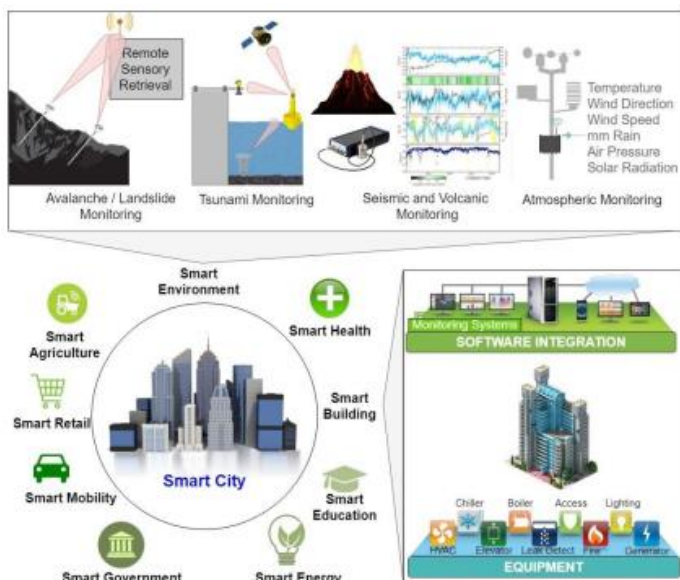 Remote
Sensory
Retrieval
Temperature
Wind Direction
Wind Speed
mm Rain
Air Pressure
Solar Radiation
Avalanche / Landslide
Monitoring
Tsunami Monitoring
Seismic and Volcanic
Monitoring
Atmospheric Monitoring
Smart
Environment
Smart
Agriculture
Smart Health
Smart Retail
Smart
Building
Smart Mobility
Smart City
Smart
Education
Smart Government
Smart Energy
Monitoring Systems
SOFTWARE INTEGRATION
Chiller
Boiler
Access
Lighting
HVAC
Elevator
Leak Detect
Fire
Generator
EQUIPMENT